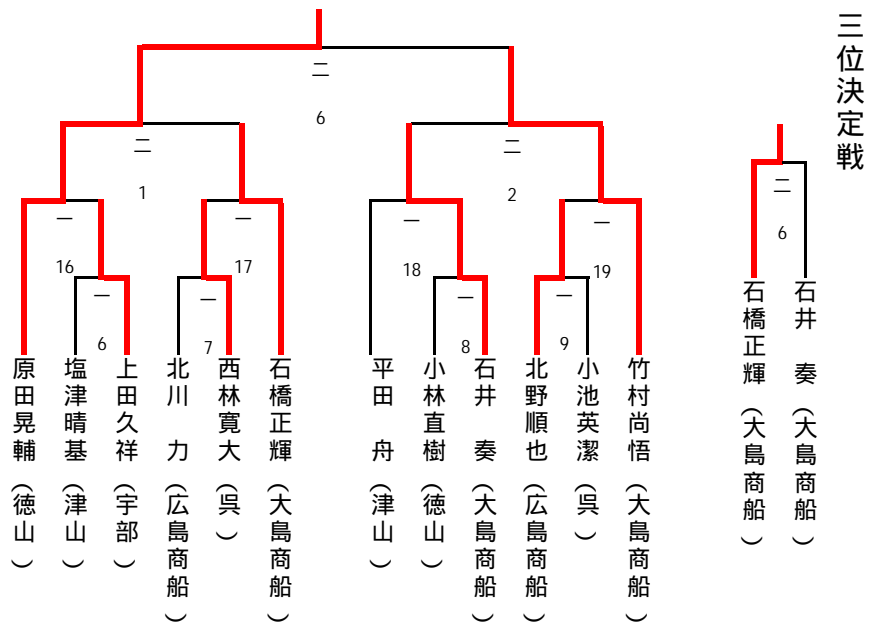 三位決定戦
二
6
二
1
二
2
二
6
一
16
一
17
一
18
一
19
一
6
一
7
一
8
一
9
原田晃輔(徳山)
塩津晴基(津山)
上田久祥(宇部)
北川 力(広島商船)
西林寛大(呉)
石橋正輝(大島商船)
平田 舟(津山)
小林直樹(徳山)
石井 奏(大島商船)
北野順也(広島商船)
小池英潔(呉)
竹村尚悟(大島商船)
石橋正輝(大島商船)
石井 奏(大島商船)